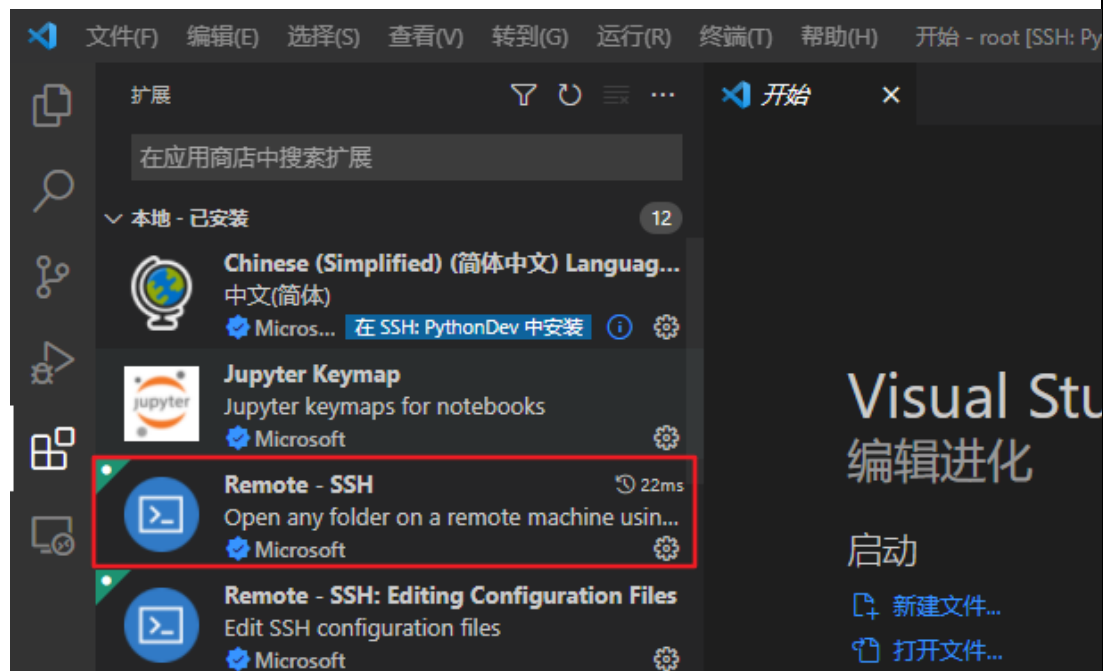 文件(F) 编辑(E) 选择(S) 查看(V) 转到(G) 运行(R) 终端(T) 帮助(H) 开始 - root [SSH: Py
扩展
开始
在应用商店中搜索扩展
本地 - 已安装 12
Chinese (Simplified) (简体中文) Languag...
中文(简体)
Micros... 在 SSH: PythonDev 中安装
Jupyter Keymap
jupyter
Jupyter keymaps for notebooks
Microsoft
Remote - SSH 22ms
Open any folder on a remote machine usin...
Microsoft
Remote - SSH: Editing Configuration Files
Edit SSH configuration files
Microsoft
Visual Stu
编辑进化
启动
新建文件...
打开文件...